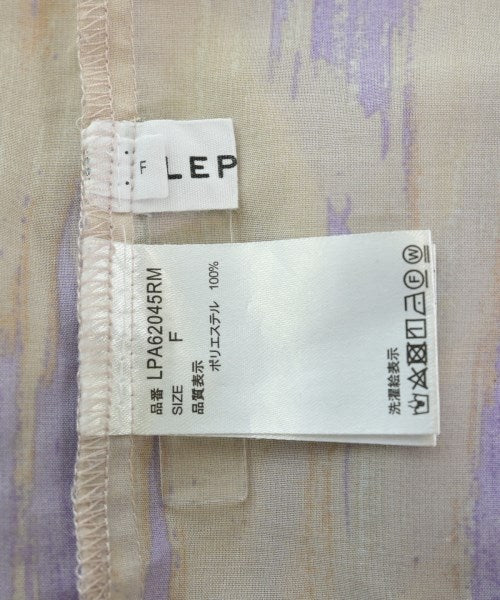 F
LEP
品番 LPA62045RM
SIZE F
品質表示
ポリエステル 100%
洗濯絵表示